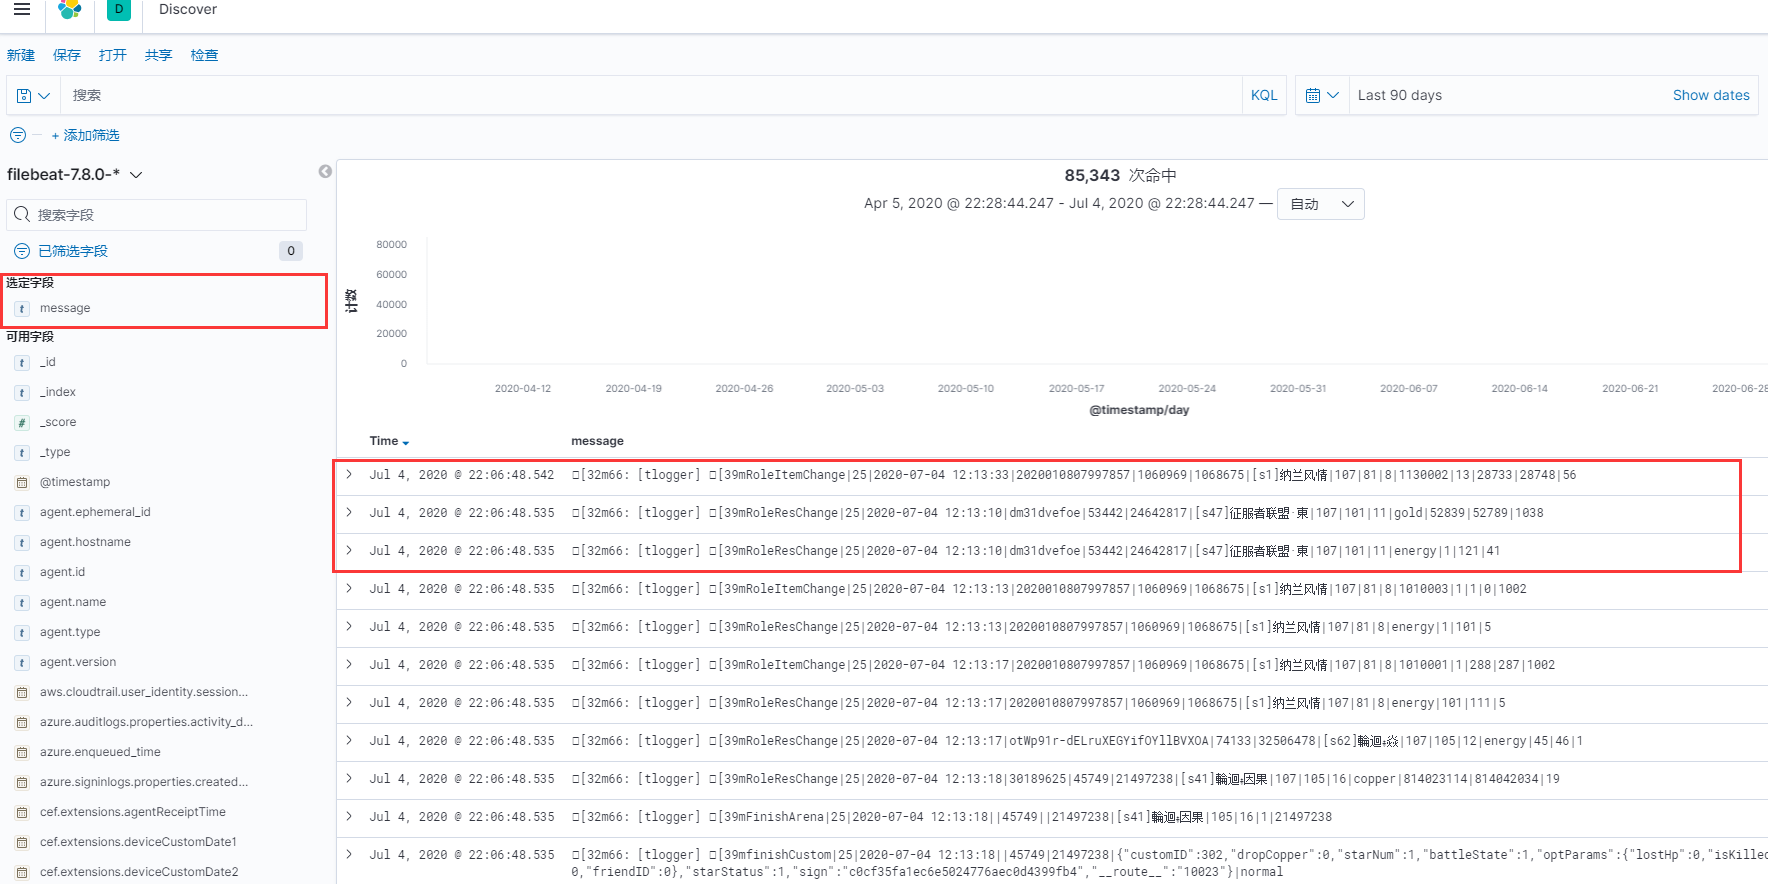 D Discover
新建 保存 打开 共享 检查
搜索 KQL Last 90 days Show dates
+ 添加筛选
filebeat-7.8.0-*
搜索字段
已筛选字段 0
选定字段
t message
可用字段
t _id
t _index
# _score
t _type
@timestamp
t agent.ephemeral_id
t agent.hostname
t agent.id
t agent.name
t agent.type
t agent.version
aws.cloudtrail.user_identity.session...
azure.auditlogs.properties.activity_d...
azure.enqueued_time
azure.signinlogs.properties.created...
cef.extensions.agentReceiptTime
cef.extensions.deviceCustomDate1
cef.extensions.deviceCustomDate2
85,343 次命中
Apr 5, 2020 @ 22:28:44.247 - Jul 4, 2020 @ 22:28:44.247 — 自动
计数
80000
60000
40000
20000
0
2020-04-12 2020-04-19 2020-04-26 2020-05-03 2020-05-10 2020-05-17 2020-05-24 2020-05-31 2020-06-07 2020-06-14 2020-06-21 2020-06-28
@timestamp/day
Time message
Jul 4, 2020 @ 22:06:48.542 □[32m66: [tlogger] □[39mRoleItemChange|25|2020-07-04 12:13:33|2020010807997857|1060969|1068675|[s1]纳兰风情|107|81|8|1130002|13|28733|28748|56
Jul 4, 2020 @ 22:06:48.535 □[32m66: [tlogger] □[39mRoleResChange|25|2020-07-04 12:13:10|dm31dvefoe|53442|24642817|[s47]征服者联盟·東|107|101|11|gold|52839|52789|1038
Jul 4, 2020 @ 22:06:48.535 □[32m66: [tlogger] □[39mRoleResChange|25|2020-07-04 12:13:10|dm31dvefoe|53442|24642817|[s47]征服者联盟·東|107|101|11|energy|1|121|41
Jul 4, 2020 @ 22:06:48.535 □[32m66: [tlogger] □[39mRoleItemChange|25|2020-07-04 12:13:13|2020010807997857|1060969|1068675|[s1]纳兰风情|107|81|8|1010003|1|1|0|1002
Jul 4, 2020 @ 22:06:48.535 □[32m66: [tlogger] □[39mRoleResChange|25|2020-07-04 12:13:13|2020010807997857|1060969|1068675|[s1]纳兰风情|107|81|8|energy|1|101|5
Jul 4, 2020 @ 22:06:48.535 □[32m66: [tlogger] □[39mRoleItemChange|25|2020-07-04 12:13:17|2020010807997857|1060969|1068675|[s1]纳兰风情|107|81|8|1010001|1|288|287|1002
Jul 4, 2020 @ 22:06:48.535 □[32m66: [tlogger] □[39mRoleResChange|25|2020-07-04 12:13:17|2020010807997857|1060969|1068675|[s1]纳兰风情|107|81|8|energy|101|111|5
Jul 4, 2020 @ 22:06:48.535 □[32m66: [tlogger] □[39mRoleResChange|25|2020-07-04 12:13:17|otWp91r-dELruXEGYifOYllBVXOA|74133|32506478|[s62]輪迴焱|107|105|12|energy|45|46|1
Jul 4, 2020 @ 22:06:48.535 □[32m66: [tlogger] □[39mRoleResChange|25|2020-07-04 12:13:18|30189625|45749|21497238|[s41]輪迴因果|107|105|16|copper|814023114|814042034|19
Jul 4, 2020 @ 22:06:48.535 □[32m66: [tlogger] □[39mFinishArena|25|2020-07-04 12:13:18||45749||21497238|[s41]輪迴因果|105|16|1|21497238
Jul 4, 2020 @ 22:06:48.535 □[32m66: [tlogger] □[39mfinishCustom|25|2020-07-04 12:13:18||45749|21497238|{"customID":302,"dropCopper":0,"starNum":1,"battleState":1,"optParams":{"lostHp":0,"isKilled
0,"friendID":0},"starStatus":1,"sign":"c0cf35fa1ec6e5024776aec0d4399fb4","__route__":"10023"}|normal